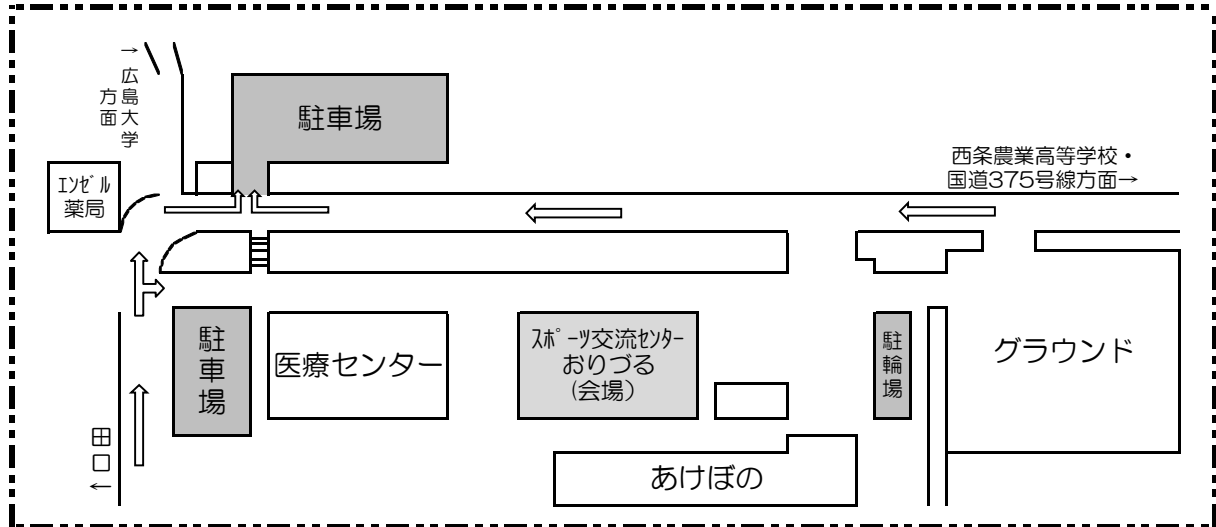 →広島大学
方面
駐車場
西条農業高等学校・
国道375号線方面→
ｴﾝｾﾞﾙ
薬局
駐車場
医療センター
ｽﾎﾟｰﾂ交流ｾﾝﾀｰ
おりづる
(会場）
駐輪場
グラウンド
田口←
あけぼの